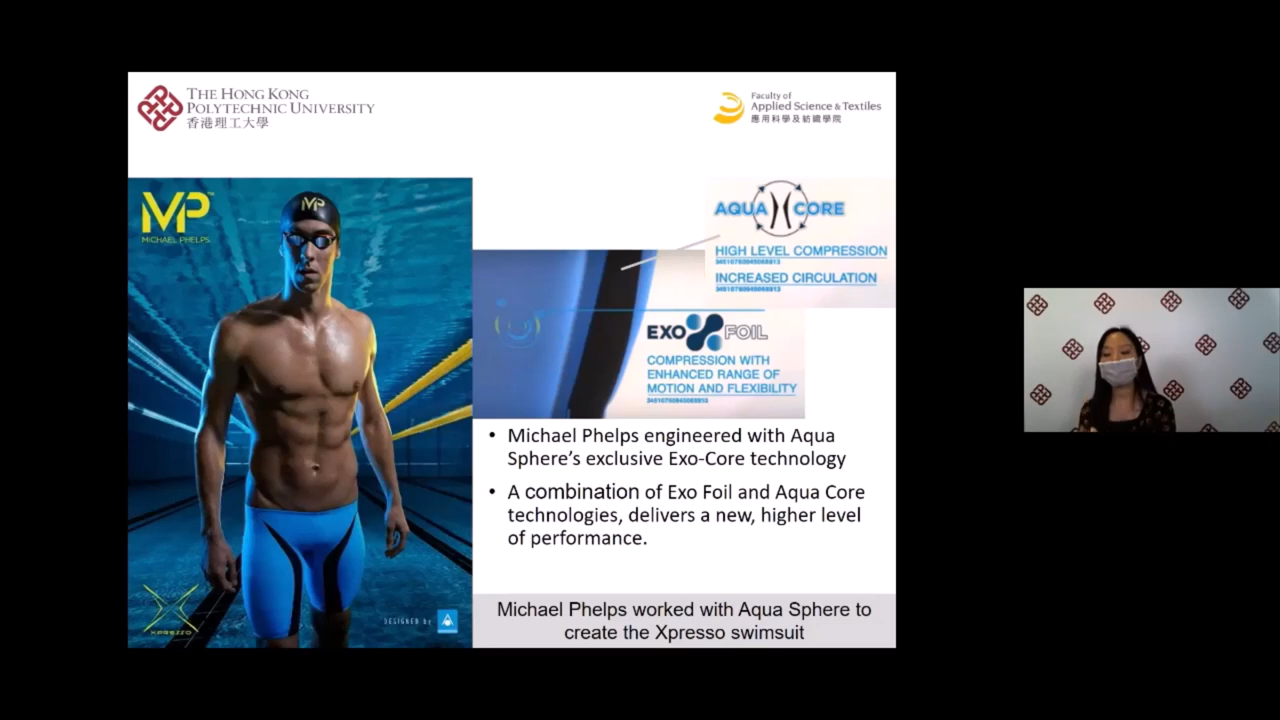 THE HONG KONG
POLYTECHNIC UNIVERSITY
香港理工大學
Faculty of
Applied Science & Textiles
應用科學及紡織學院
MP™
MICHAEL PHELPS
MP
XPRESSO
DESIGNED by
AQUA CORE
HIGH LEVEL COMPRESSION
INCREASED CIRCULATION
EXO FOIL
COMPRESSION WITH
ENHANCED RANGE OF
MOTION AND FLEXIBILITY
• Michael Phelps engineered with Aqua
Sphere’s exclusive Exo-Core technology
• A combination of Exo Foil and Aqua Core
technologies, delivers a new, higher level
of performance.
Michael Phelps worked with Aqua Sphere to
create the Xpresso swimsuit